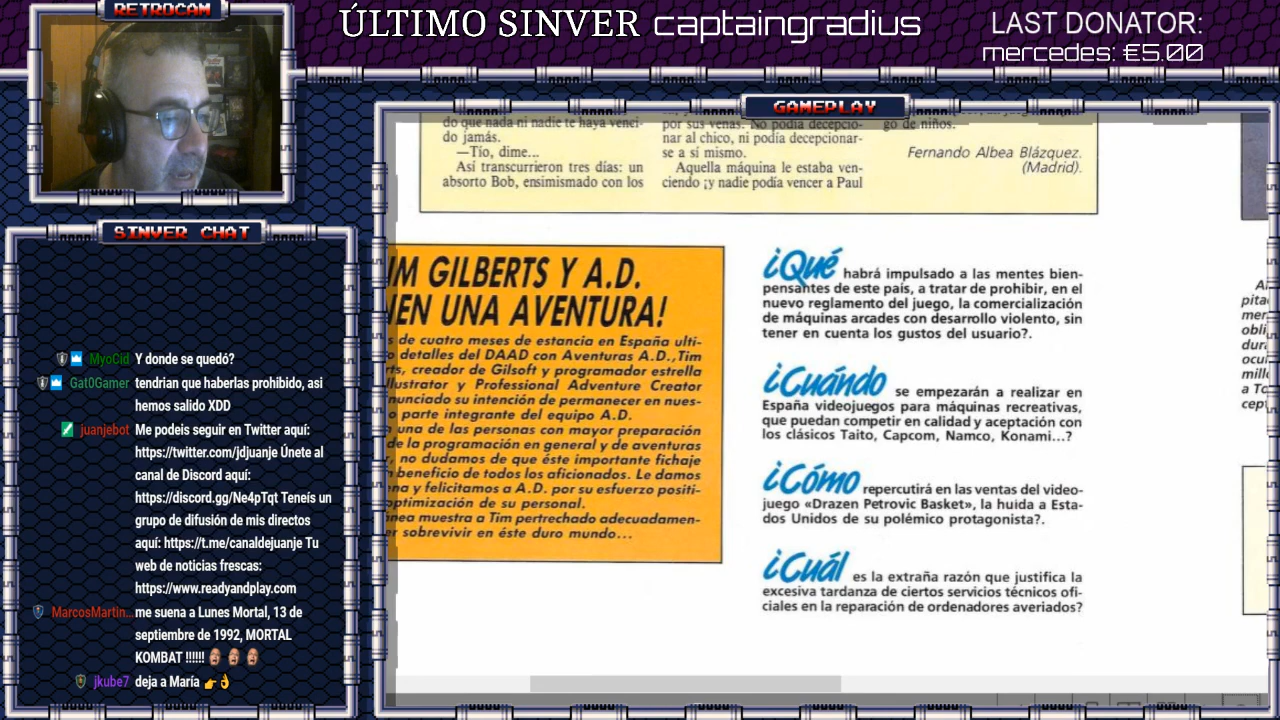 RETROCAM
ÚLTIMO SINVER captaingradius
LAST DONATOR:
mercedes: €5.00
SINVER CHAT
MyoCid Y donde se quedó?
Gat0Gamer tendrian que haberlas prohibido, asi
hemos salido XDD
juanjebot Me podeis seguir en Twitter aquí:
https://twitter.com/jdjuanje Únete al
canal de Discord aquí:
https://discord.gg/Ne4pTqt Teneís un
grupo de difusión de mis directos
aquí: https://t.me/canaldejuanje Tu
web de noticias frescas:
https://www.readyandplay.com
MarcosMartin... me suena a Lunes Mortal, 13 de
septiembre de 1992, MORTAL
KOMBAT !!!!!!
jkube7 deja a María
GAMEPLAY
do que nada ni nadie te haya venci-
do jamás.
—Tío, dime...
Así transcurrieron tres días: un
absorto Bob, ensimismado con los
por sus venas. No podía decepcio-
nar al chico, ni podía decepcionar-
se a sí mismo.
Aquella máquina le estaba ven-
ciendo ¡y nadie podía vencer a Paul
go de niños.
Fernando Albea Blázquez.
(Madrid).
IM GILBERTS Y A.D.
EN UNA AVENTURA!
s de cuatro meses de estancia en España ulti-
o detalles del DAAD con Aventuras A.D.,Tim
rts, creador de Gilsoft y programador estrella
llustrator y Professional Adventure Creator
nunciado su intención de permanecer en nues-
o parte integrante del equipo A.D.
una de las personas con mayor preparación
de la programación en general y de aventuras
r, no dudamos de que éste importante fichaje
n beneficio de todos los aficionados. Le damos
ena y felicitamos a A.D. por su esfuerzo positi-
optimización de su personal.
ánea muestra a Tim pertrechado adecuadamen-
er sobrevivir en éste duro mundo...
¿Qué habrá impulsado a las mentes bien-
pensantes de este país, a tratar de prohibir, en el
nuevo reglamento del juego, la comercialización
de máquinas arcades con desarrollo violento, sin
tener en cuenta los gustos del usuario?.
¿Cuándo se empezarán a realizar en
España videojuegos para máquinas recreativas,
que puedan competir en calidad y aceptación con
los clásicos Taito, Capcom, Namco, Konami...?
¿Cómo repercutirá en las ventas del video-
juego «Drazen Petrovic Basket», la huida a Esta-
dos Unidos de su polémico protagonista?.
¿Cuál es la extraña razón que justifica la
excesiva tardanza de ciertos servicios técnicos ofi-
ciales en la reparación de ordenadores averiados?
pita
mer
obli
dura
ocur
mill
a To
cep